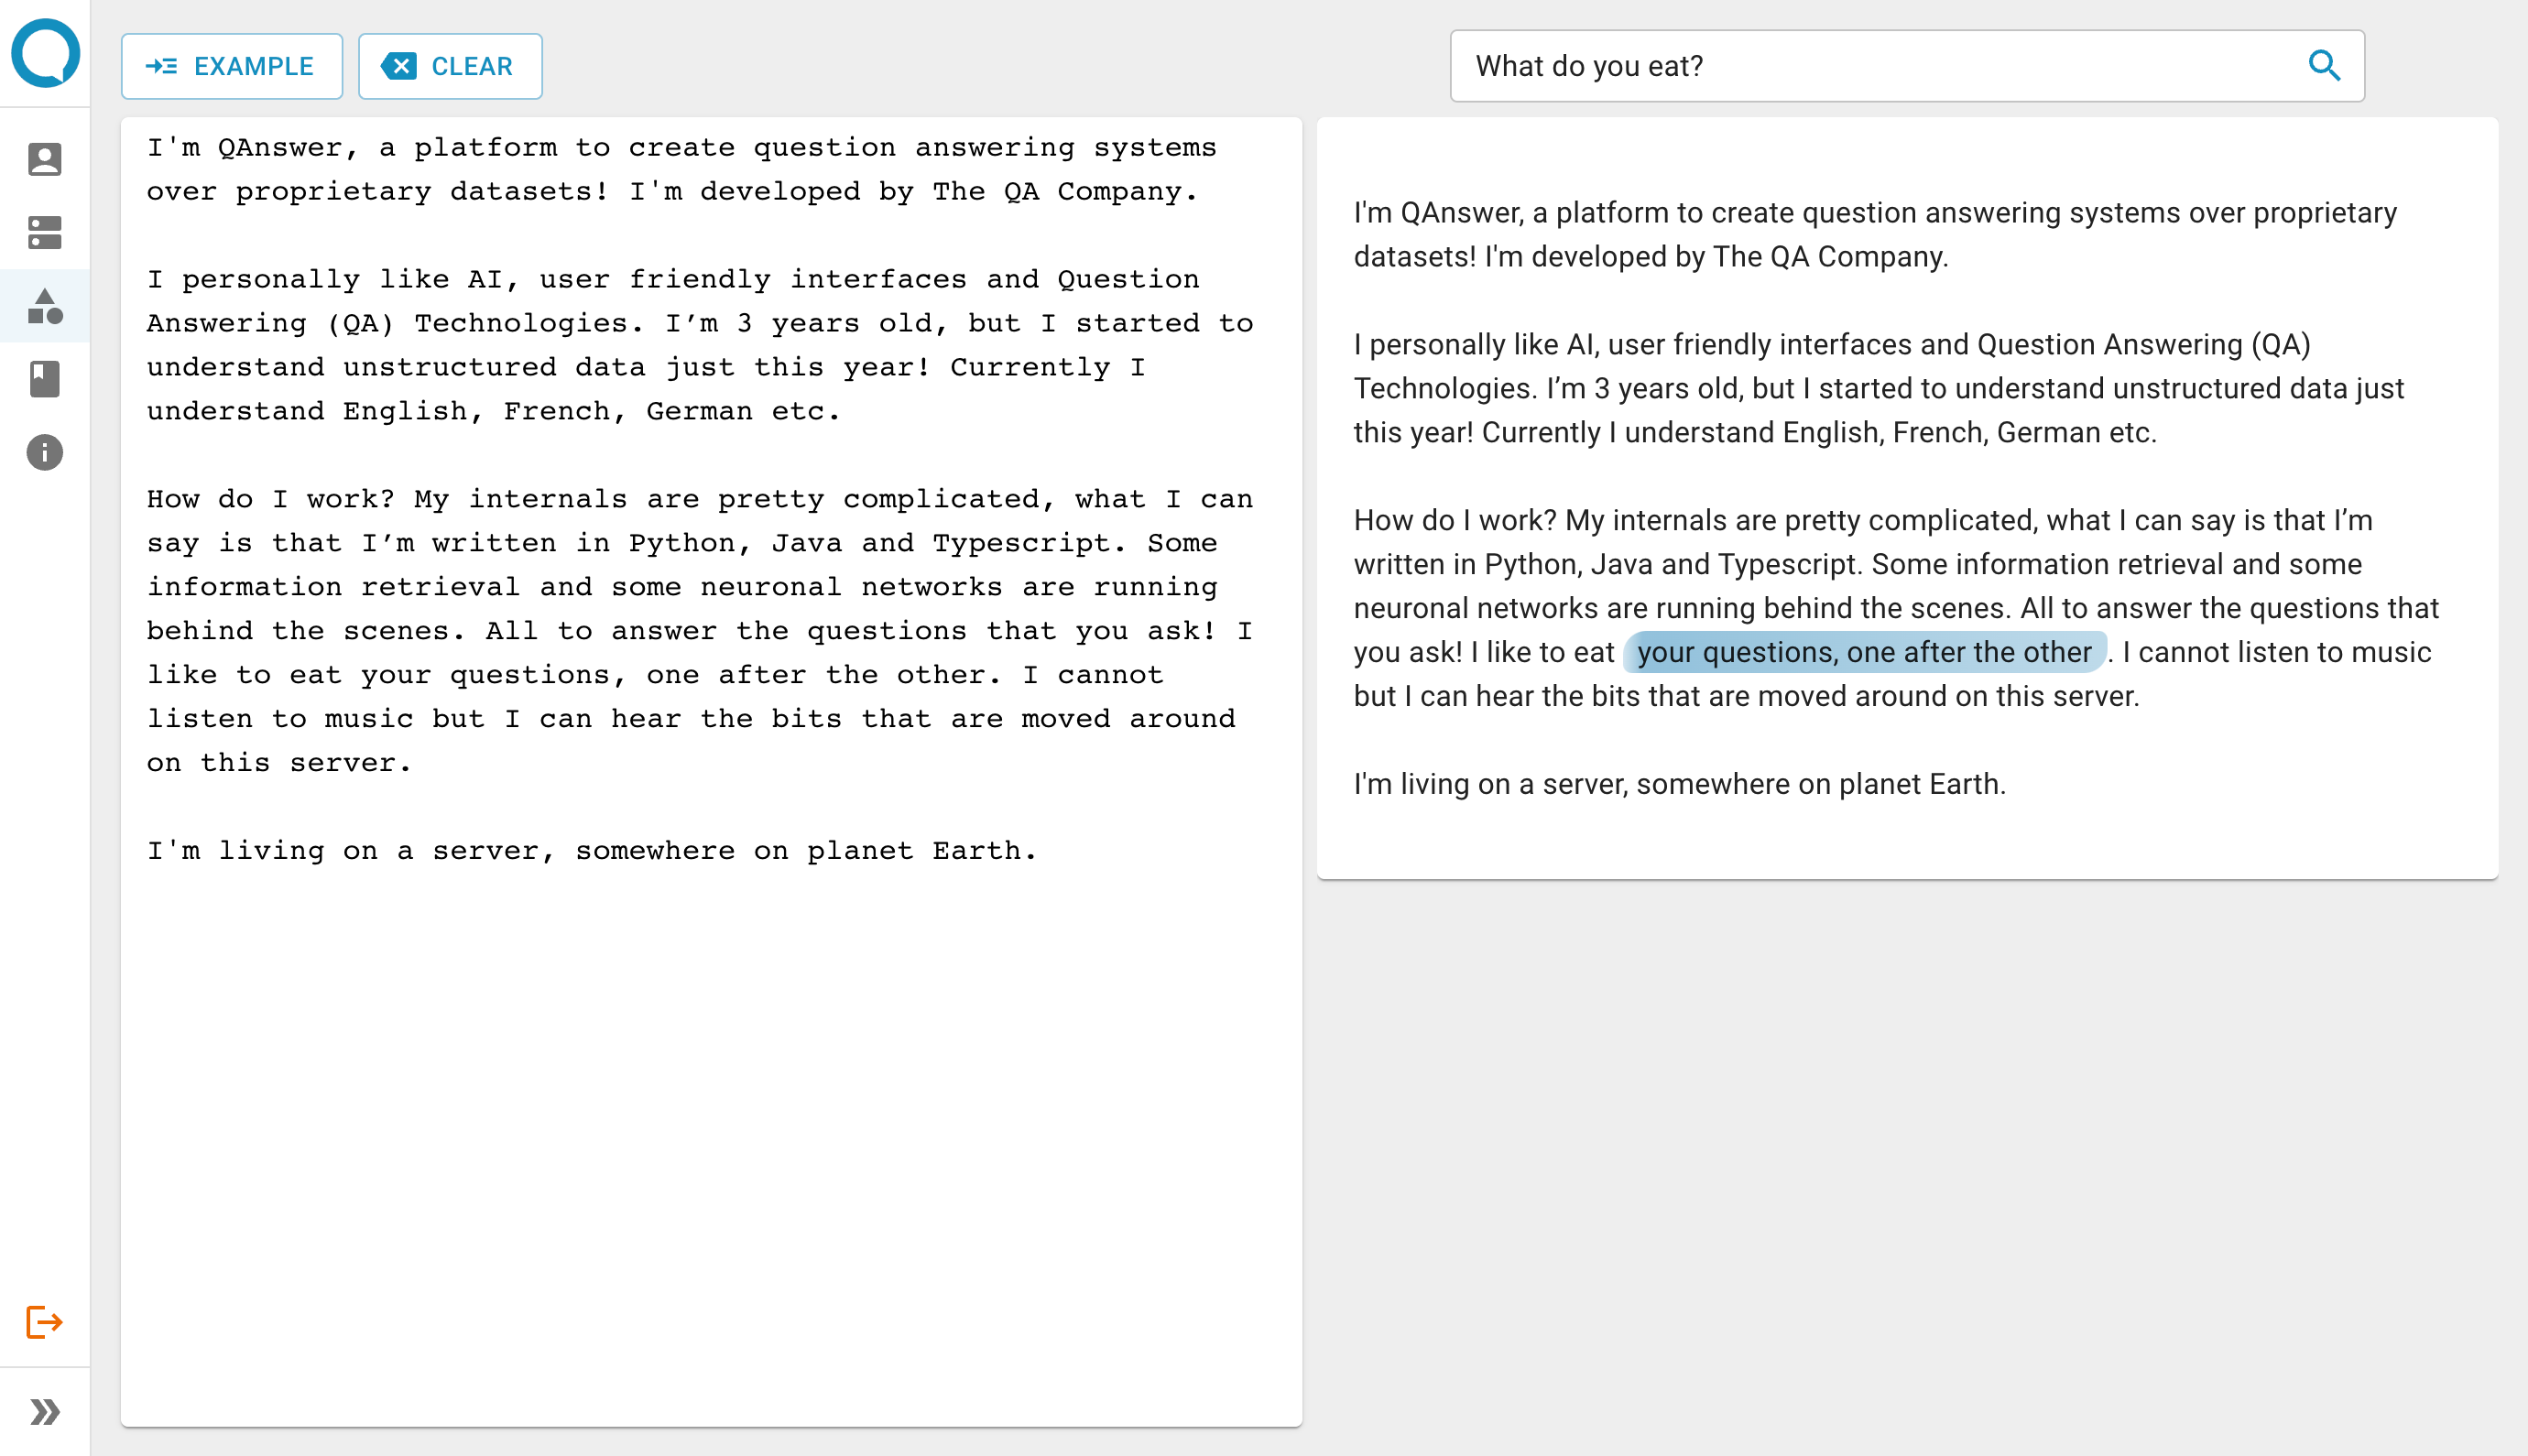 EXAMPLE
CLEAR
What do you eat?
I'm QAnswer, a platform to create question answering systems
over proprietary datasets! I'm developed by The QA Company.
I personally like AI, user friendly interfaces and Question
Answering (QA) Technologies. I’m 3 years old, but I started to
understand unstructured data just this year! Currently I
understand English, French, German etc.
How do I work? My internals are pretty complicated, what I can
say is that I’m written in Python, Java and Typescript. Some
information retrieval and some neuronal networks are running
behind the scenes. All to answer the questions that you ask! I
like to eat your questions, one after the other. I cannot
listen to music but I can hear the bits that are moved around
on this server.
I'm living on a server, somewhere on planet Earth.
I'm QAnswer, a platform to create question answering systems over proprietary
datasets! I'm developed by The QA Company.
I personally like AI, user friendly interfaces and Question Answering (QA)
Technologies. I’m 3 years old, but I started to understand unstructured data just
this year! Currently I understand English, French, German etc.
How do I work? My internals are pretty complicated, what I can say is that I’m
written in Python, Java and Typescript. Some information retrieval and some
neuronal networks are running behind the scenes. All to answer the questions that
you ask! I like to eat your questions, one after the other. I cannot listen to music
but I can hear the bits that are moved around on this server.
I'm living on a server, somewhere on planet Earth.